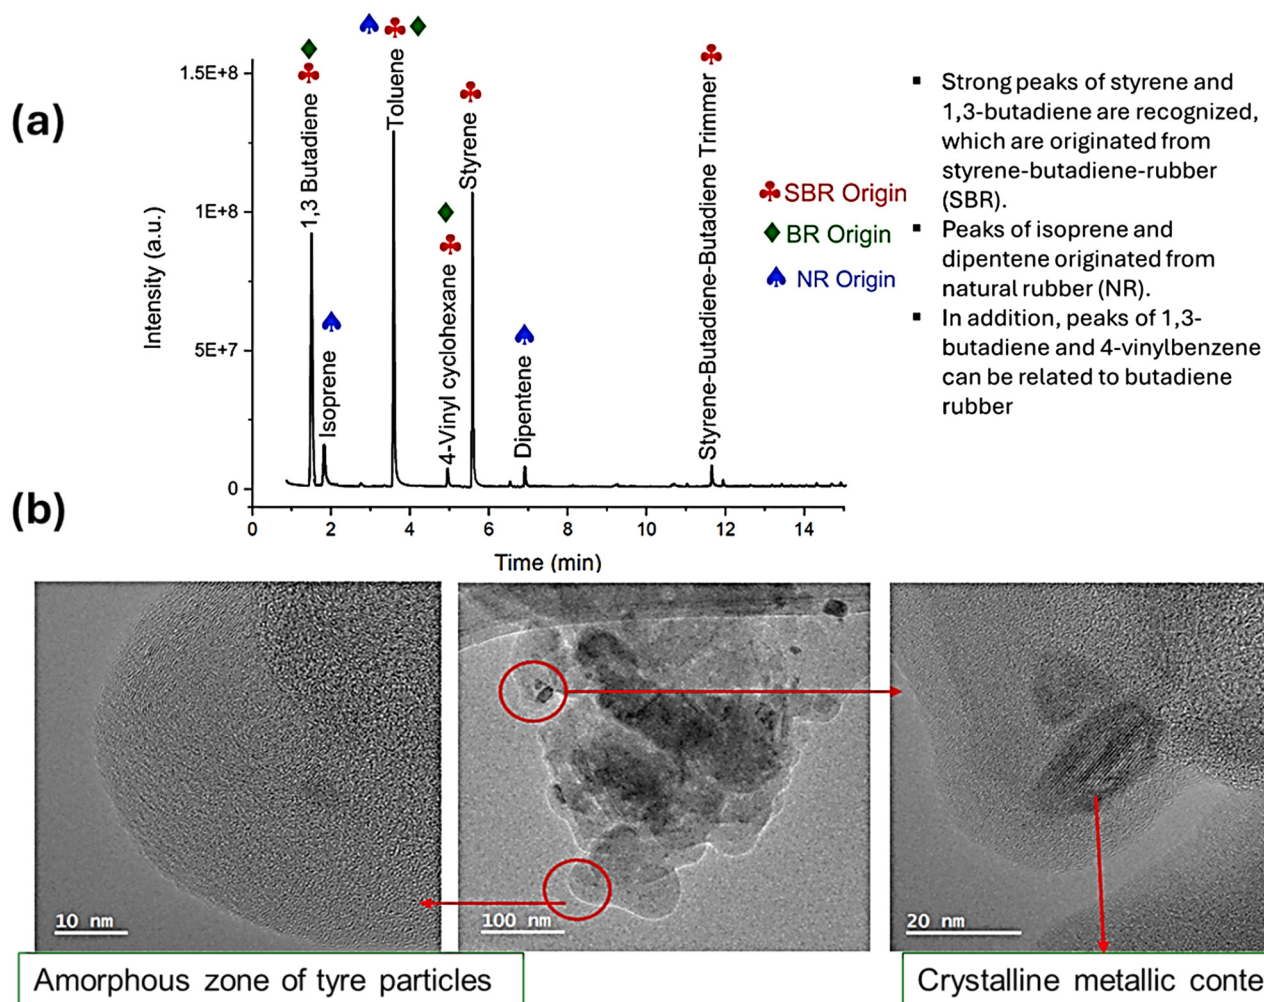 (a)
1.5E+8
1E+8
5E+7
0
Intensity (a.u.)
1,3 Butadiene
Isoprene
Toluene
4-Vinyl cyclohexane
Styrene
Dipentene
Styrene-Butadiene-Butadiene Trimmer
SBR Origin
BR Origin
NR Origin
0 2 4 6 8 10 12 14
Time (min)
▪ Strong peaks of styrene and
1,3-butadiene are recognized,
which are originated from
styrene-butadiene-rubber
(SBR).
▪ Peaks of isoprene and
dipentene originated from
natural rubber (NR).
▪ In addition, peaks of 1,3-
butadiene and 4-vinylbenzene
can be related to butadiene
rubber
(b)
10 nm
100 nm
20 nm
Amorphous zone of tyre particles
Crystalline metallic conte